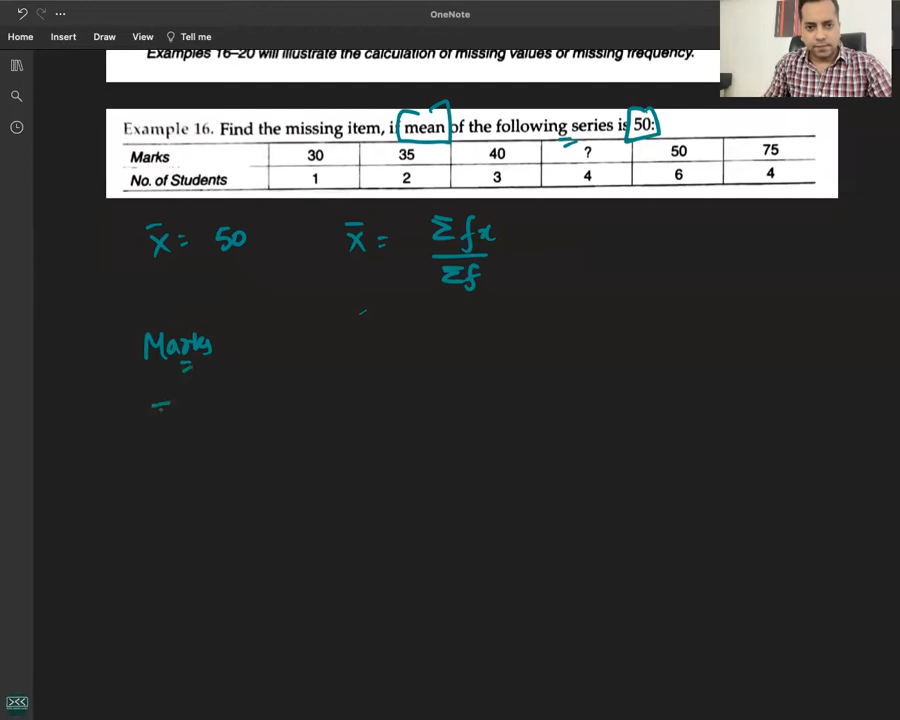 OneNote
Home Insert Draw View Tell me
Examples 16–20 will illustrate the calculation of missing values or missing frequency.
Example 16. Find the missing item, if mean of the following series is 50:
Marks 30 35 40 ? 50 75
No. of Students 1 2 3 4 6 4
x̄ = 50 x̄ = Σfx / Σf
Marks